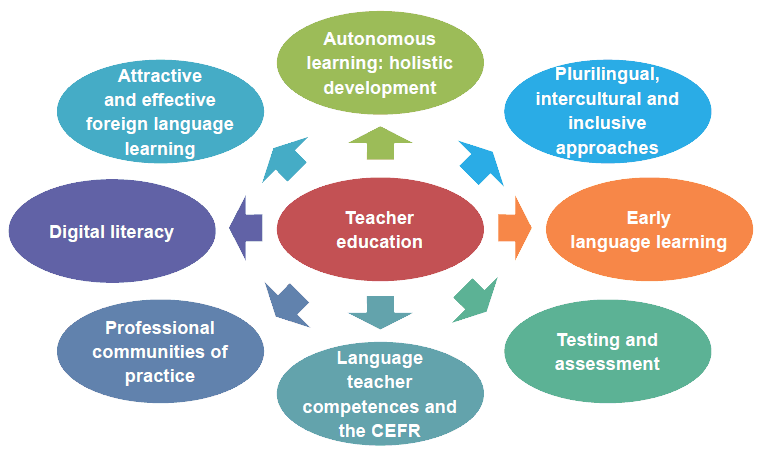 Autonomous
learning: holistic
development
Attractive
and effective
foreign language
learning
Plurilingual,
intercultural and
inclusive
approaches
Digital literacy
Teacher
education
Early
language learning
Professional
communities of
practice
Language
teacher
competences and
the CEFR
Testing and
assessment